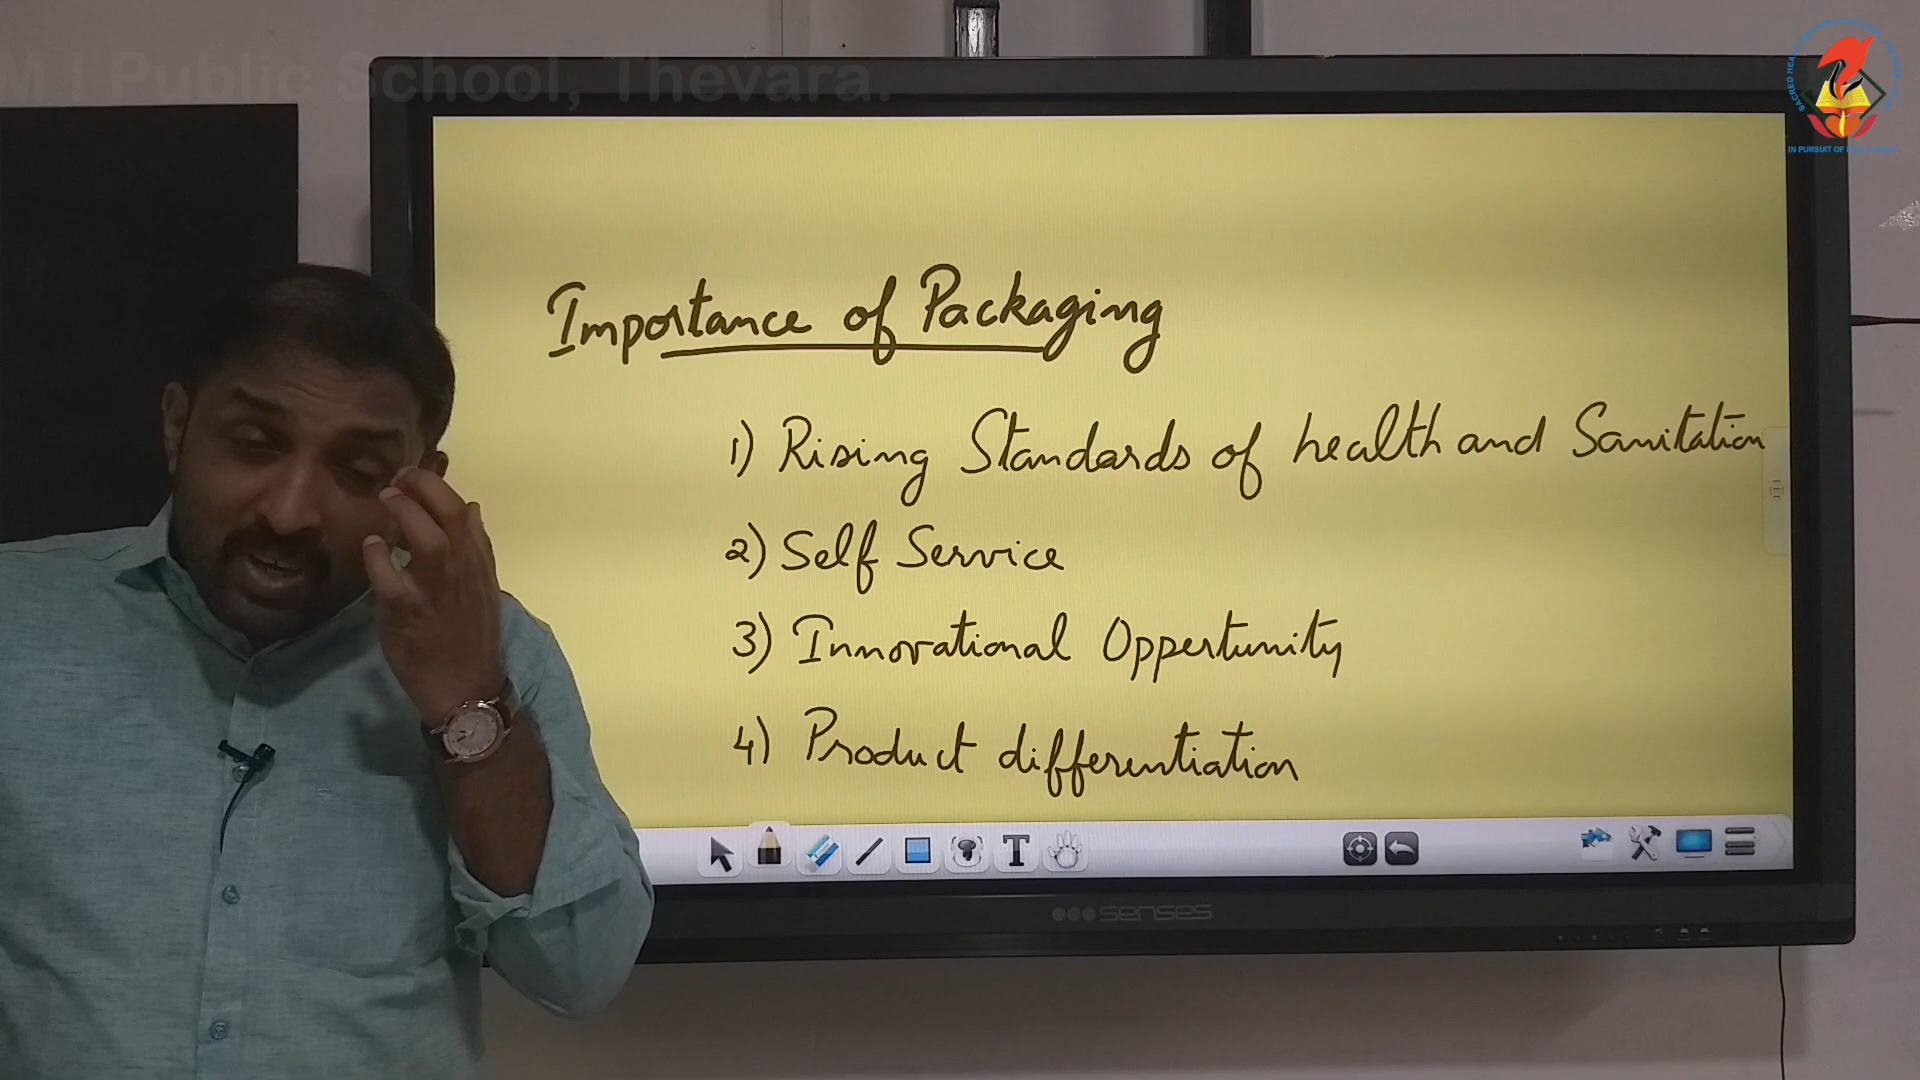 M I Public School, Thevara.
IN PURSUIT OF
Importance of Packaging
1) Rising Standards of health and Sanitation
2) Self Service
3) Innovational Oppertunity
4) Product differentiation
T
senses